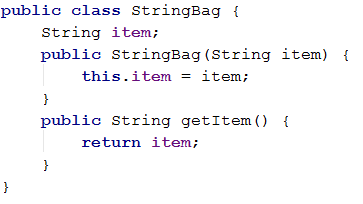 public class StringBag {
    String item;
    public StringBag(String item) {
        this.item = item;
    }
    public String getItem() {
        return item;
    }
}